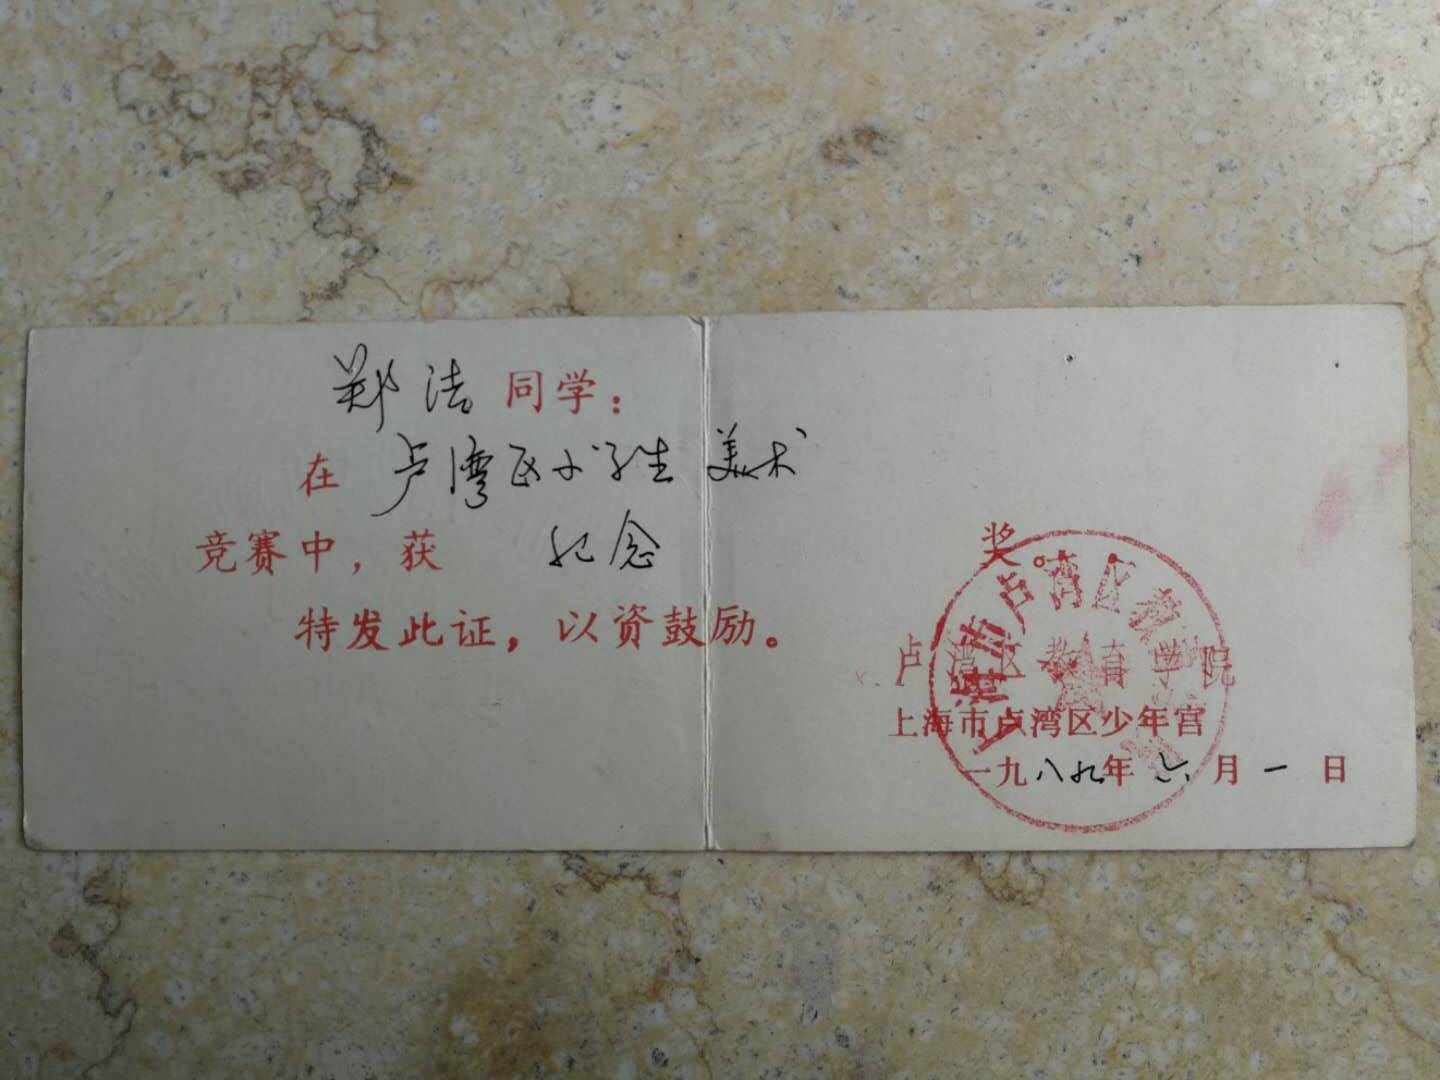 郑洁同学：
在卢湾区小学生美术
竞赛中，获 纪念 奖。
特发此证，以资鼓励。
卢湾区教育学院
上海市卢湾区少年宫
一九八九年六月一日
上海市卢湾区教